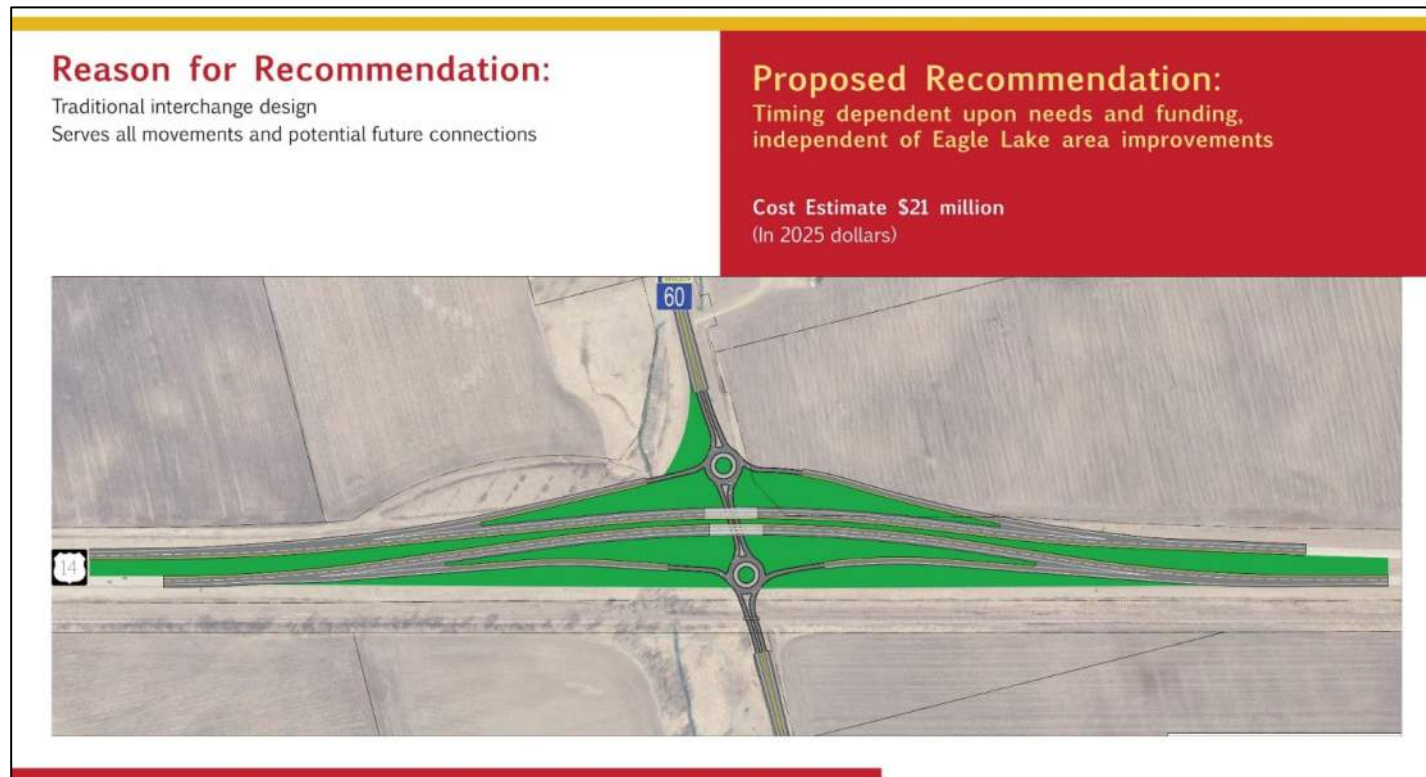 Reason for Recommendation:
Traditional interchange design
Serves all movements and potential future connections
Proposed Recommendation:
Timing dependent upon needs and funding,
independent of Eagle Lake area improvements
Cost Estimate $21 million
(In 2025 dollars)
60
14